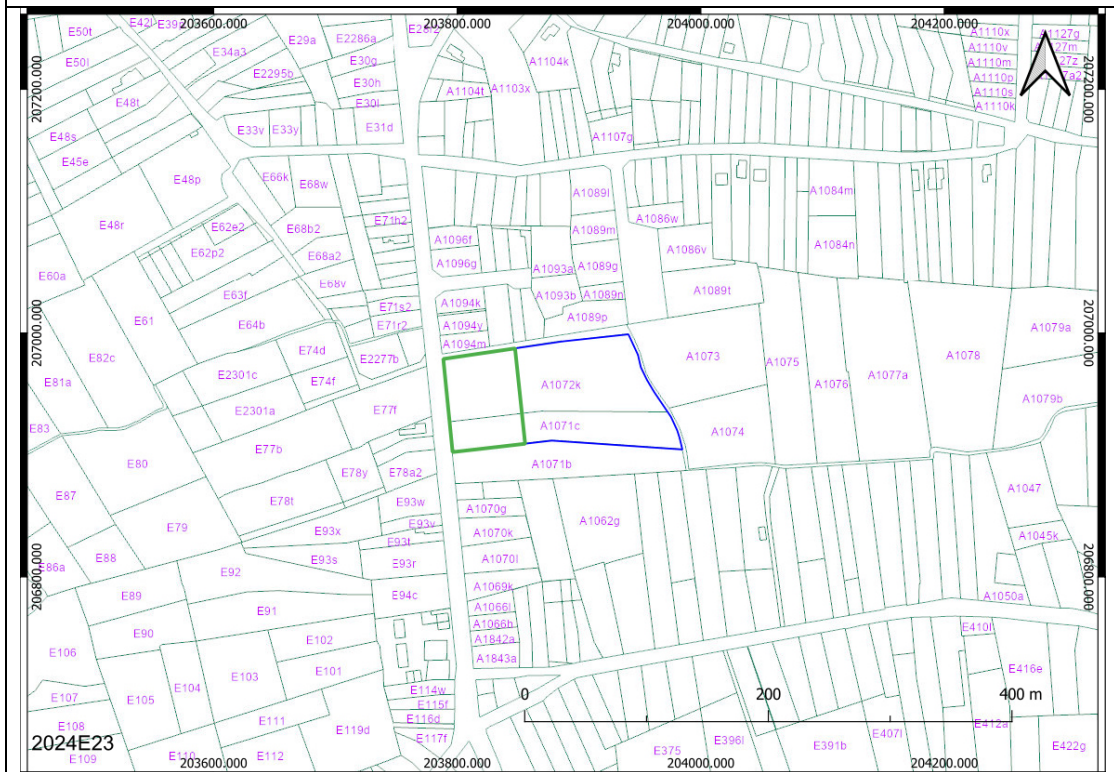 203600.000 203800.000 204000.000 204200.000
E50t E42l E29a E2286a A1104k A1110x A1127g
E50l E34a3 E30g A1110v
E2295b E30h A1110m
E48t A1104t A1103x A1110p
207200.000 E30l A1110s 207200.000
E48s E33v E33y E31d A1107g A1110k
E45e
E48p E66k E68w A1089l A1084m
E48r E62e2 E68b2 E71h2 A1089m A1086w
E62p2 E68a2 A1096f A1086v A1084n
E60a E68v A1096g A1093a A1089g
E63f A1093b A1089n A1089t
E61 E64b E71s2 A1094k A1089p A1079a
207000.000 E71r2 A1094y 207000.000
E82c E74d E2277b A1094m A1073 A1075 A1078
E81a E2301c E74f A1072k A1076 A1077a
E2301a E77f A1079b
E83 E77b A1071c A1074
E80 E78y E78a2 A1071b
E87 E78t E93w A1070g A1047
E79 E93x E93v A1070k A1062g A1045k
E88 E93t
E86a E92 E93s E93r A1070l
206800.000 206800.000
E89 E94c A1069k A1050a
E91 A1066l
E90 E102 A1066h E410l
E106 A1842a
E103 E101 A1843a E416e
E107 E105 E104 E114w 0 200 400 m
E115f
E108 E111 E119d E116d E412a
2024E23 E117f E396l E407l
E109 E110 E112 E375 E391b E422g
203600.000 203800.000 204000.000 204200.000